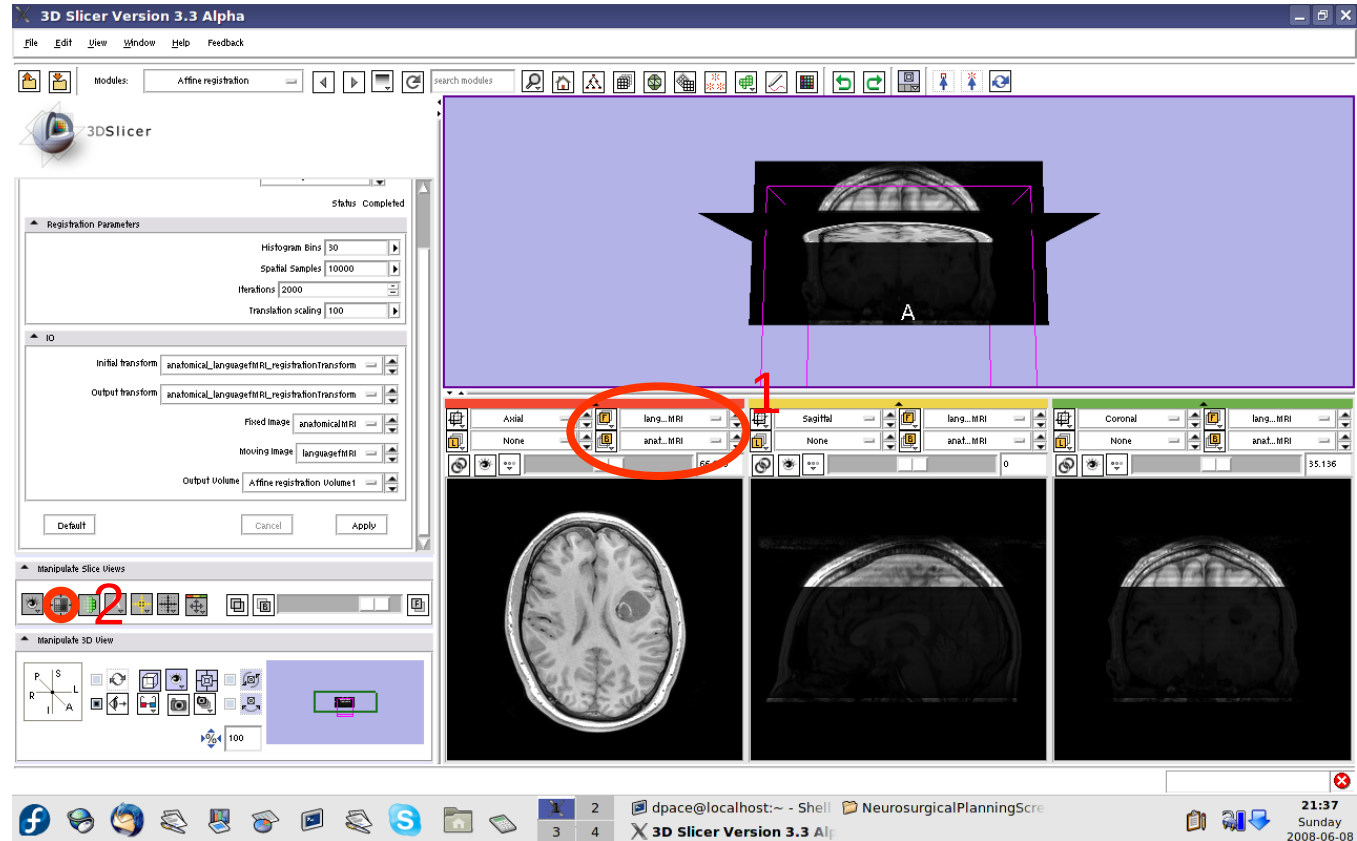 3D Slicer Version 3.3 Alpha
File Edit View Window Help Feedback
Modules: Affine registration search modules
3DSlicer
Status Completed
Registration Parameters
Histogram Bins 30
Spatial Samples 10000
Iterations 2000
Translation scaling 100
IO
Initial transform anatomical_languagefMRI_registrationTransform
Output transform anatomical_languagefMRI_registrationTransform
Fixed Image anatomicalMRI
Moving Image languagefMRI
Output Volume Affine registration Volume1
Default Cancel Apply
Manipulate Slice Views
2
B F
Manipulate 3D View
P S
R L
I A
% 100
A
1
Axial F lang...MRI
L None B anat...MRI
Sagittal F lang...MRI
L None B anat...MRI
0
Coronal F lang...MRI
L None B anat...MRI
35.136
1 2 dpace@localhost:~ - Shell NeurosurgicalPlanningScre
3 4 X 3D Slicer Version 3.3 Alp
21:37
Sunday
2008-06-08